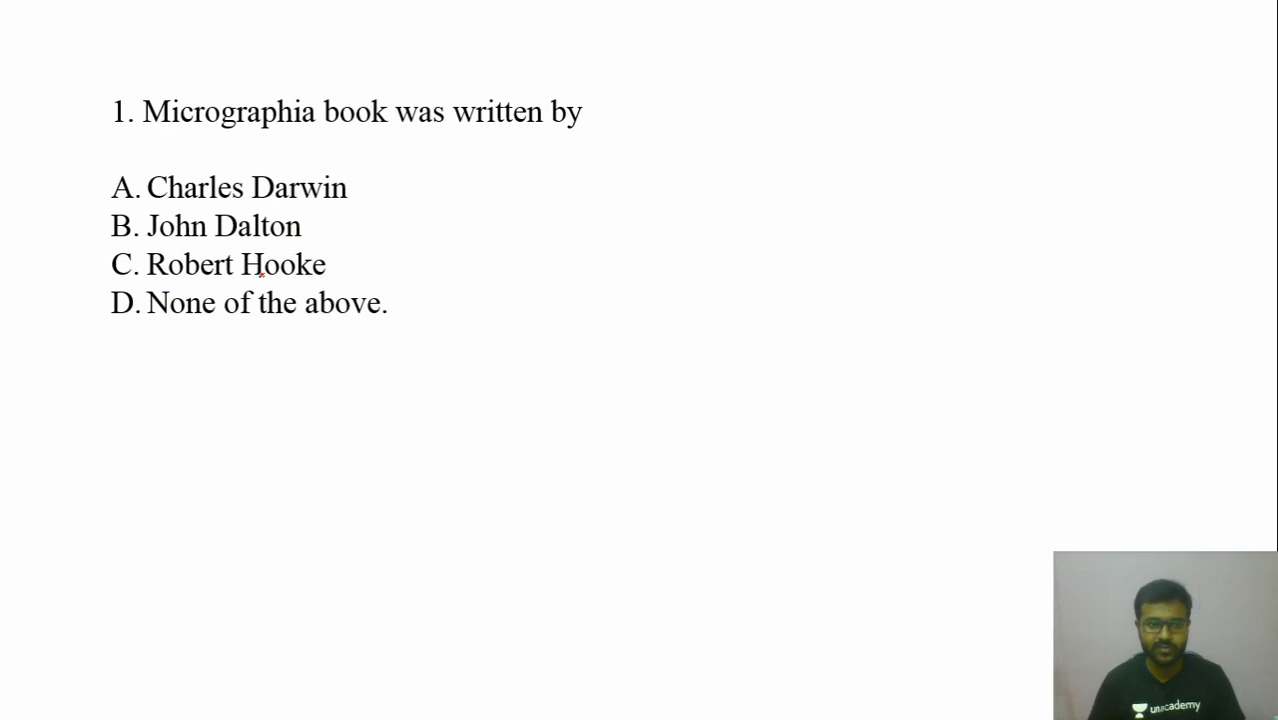 1. Micrographia book was written by
A. Charles Darwin
B. John Dalton
C. Robert Hooke
D. None of the above.
unacademy